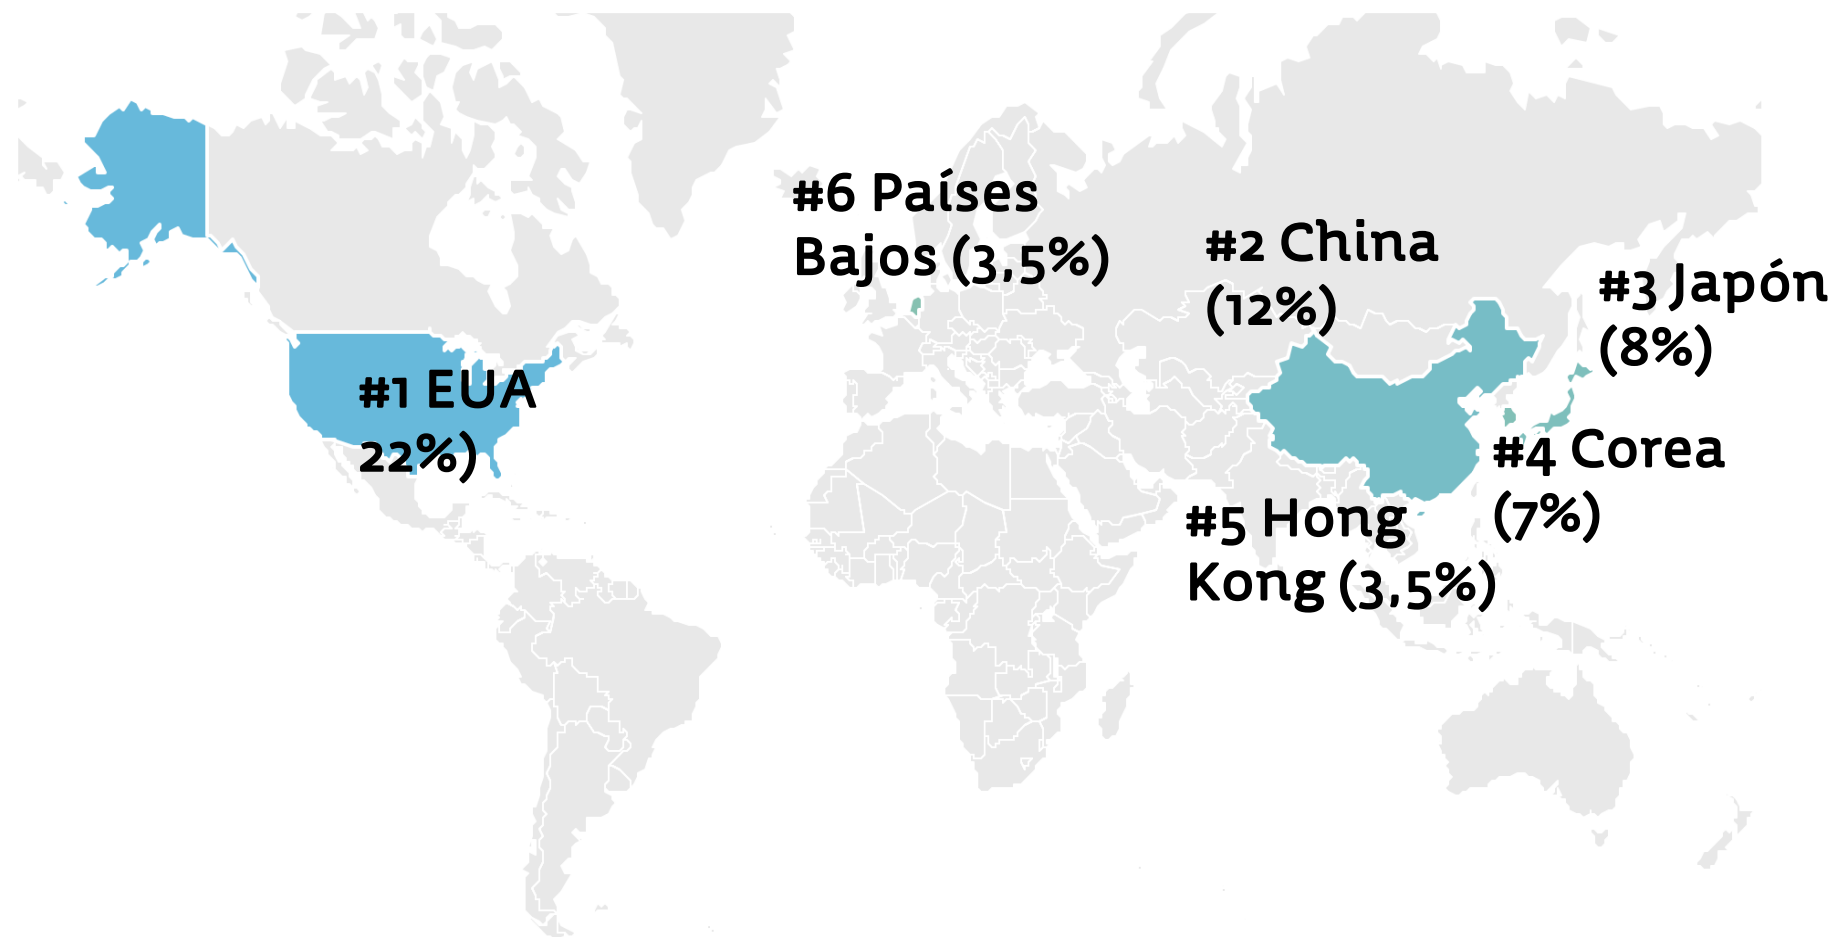 #6 Países
Bajos (3,5%)
#2 China
(12%)
#3 Japón
(8%)
#1 EUA
22%)
#4 Corea
(7%)
#5 Hong
Kong (3,5%)